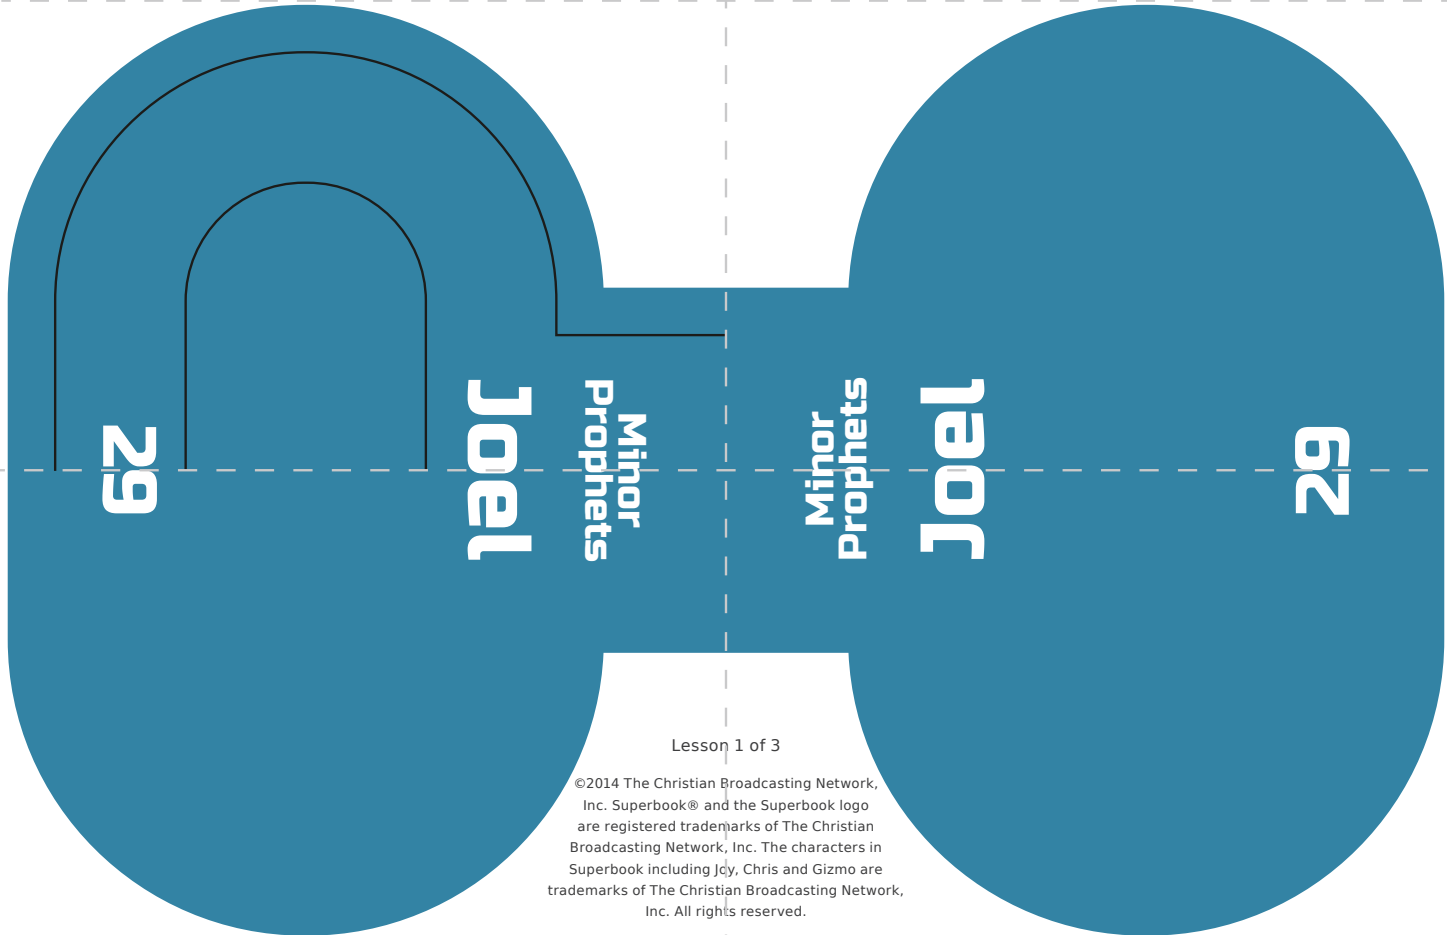 29
Joel
Minor
Prophets
Minor
Prophets
Joel
29
Lesson 1 of 3
©2014 The Christian Broadcasting Network,
Inc. Superbook® and the Superbook logo
are registered trademarks of The Christian
Broadcasting Network, Inc. The characters in
Superbook including Joy, Chris and Gizmo are
trademarks of The Christian Broadcasting Network,
Inc. All rights reserved.